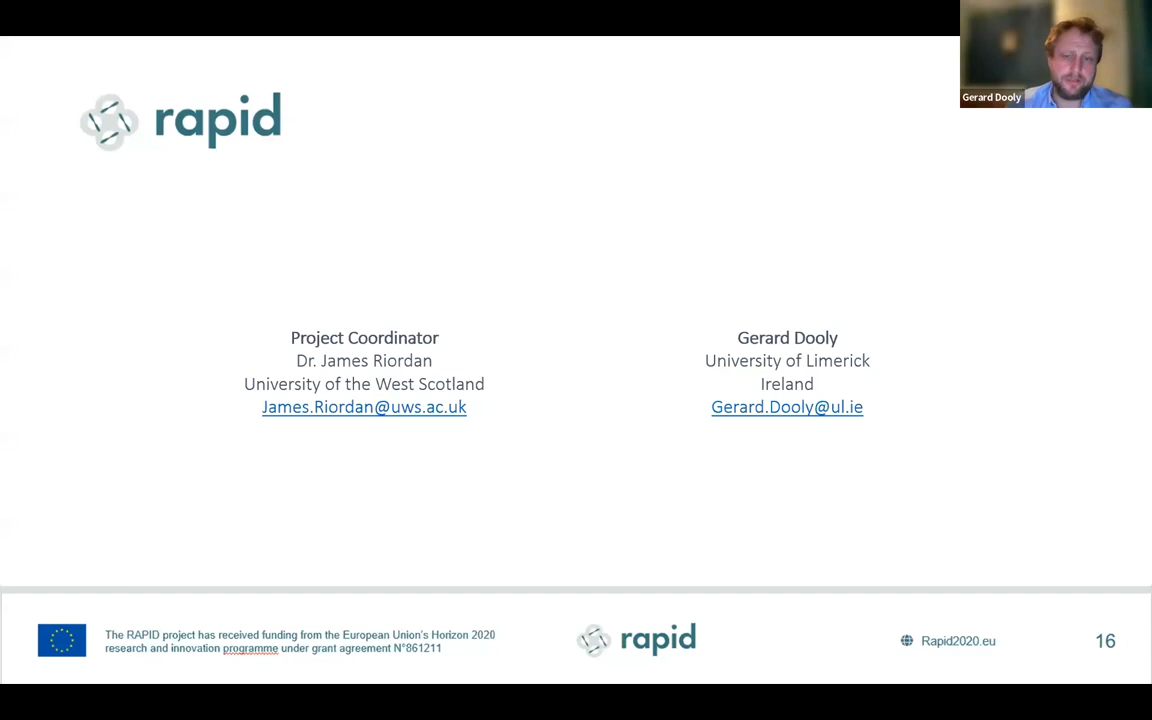 Gerard Dooly
rapid
Project Coordinator
Dr. James Riordan
University of the West Scotland
James.Riordan@uws.ac.uk
Gerard Dooly
University of Limerick
Ireland
Gerard.Dooly@ul.ie
The RAPID project has received funding from the European Union's Horizon 2020
research and innovation programme under grant agreement N°861211
rapid
Rapid2020.eu
16